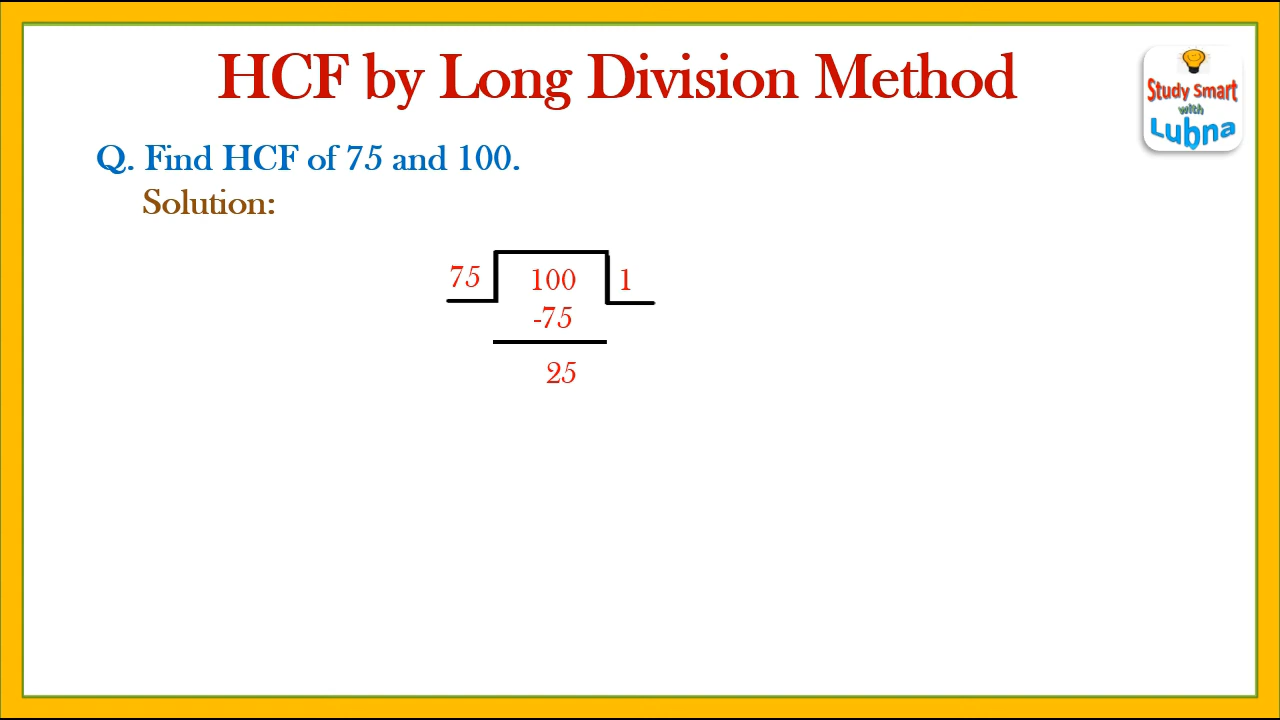 HCF by Long Division Method
Study Smart
with
Lubna
Q. Find HCF of 75 and 100.
Solution:
75 100 1
-75
25